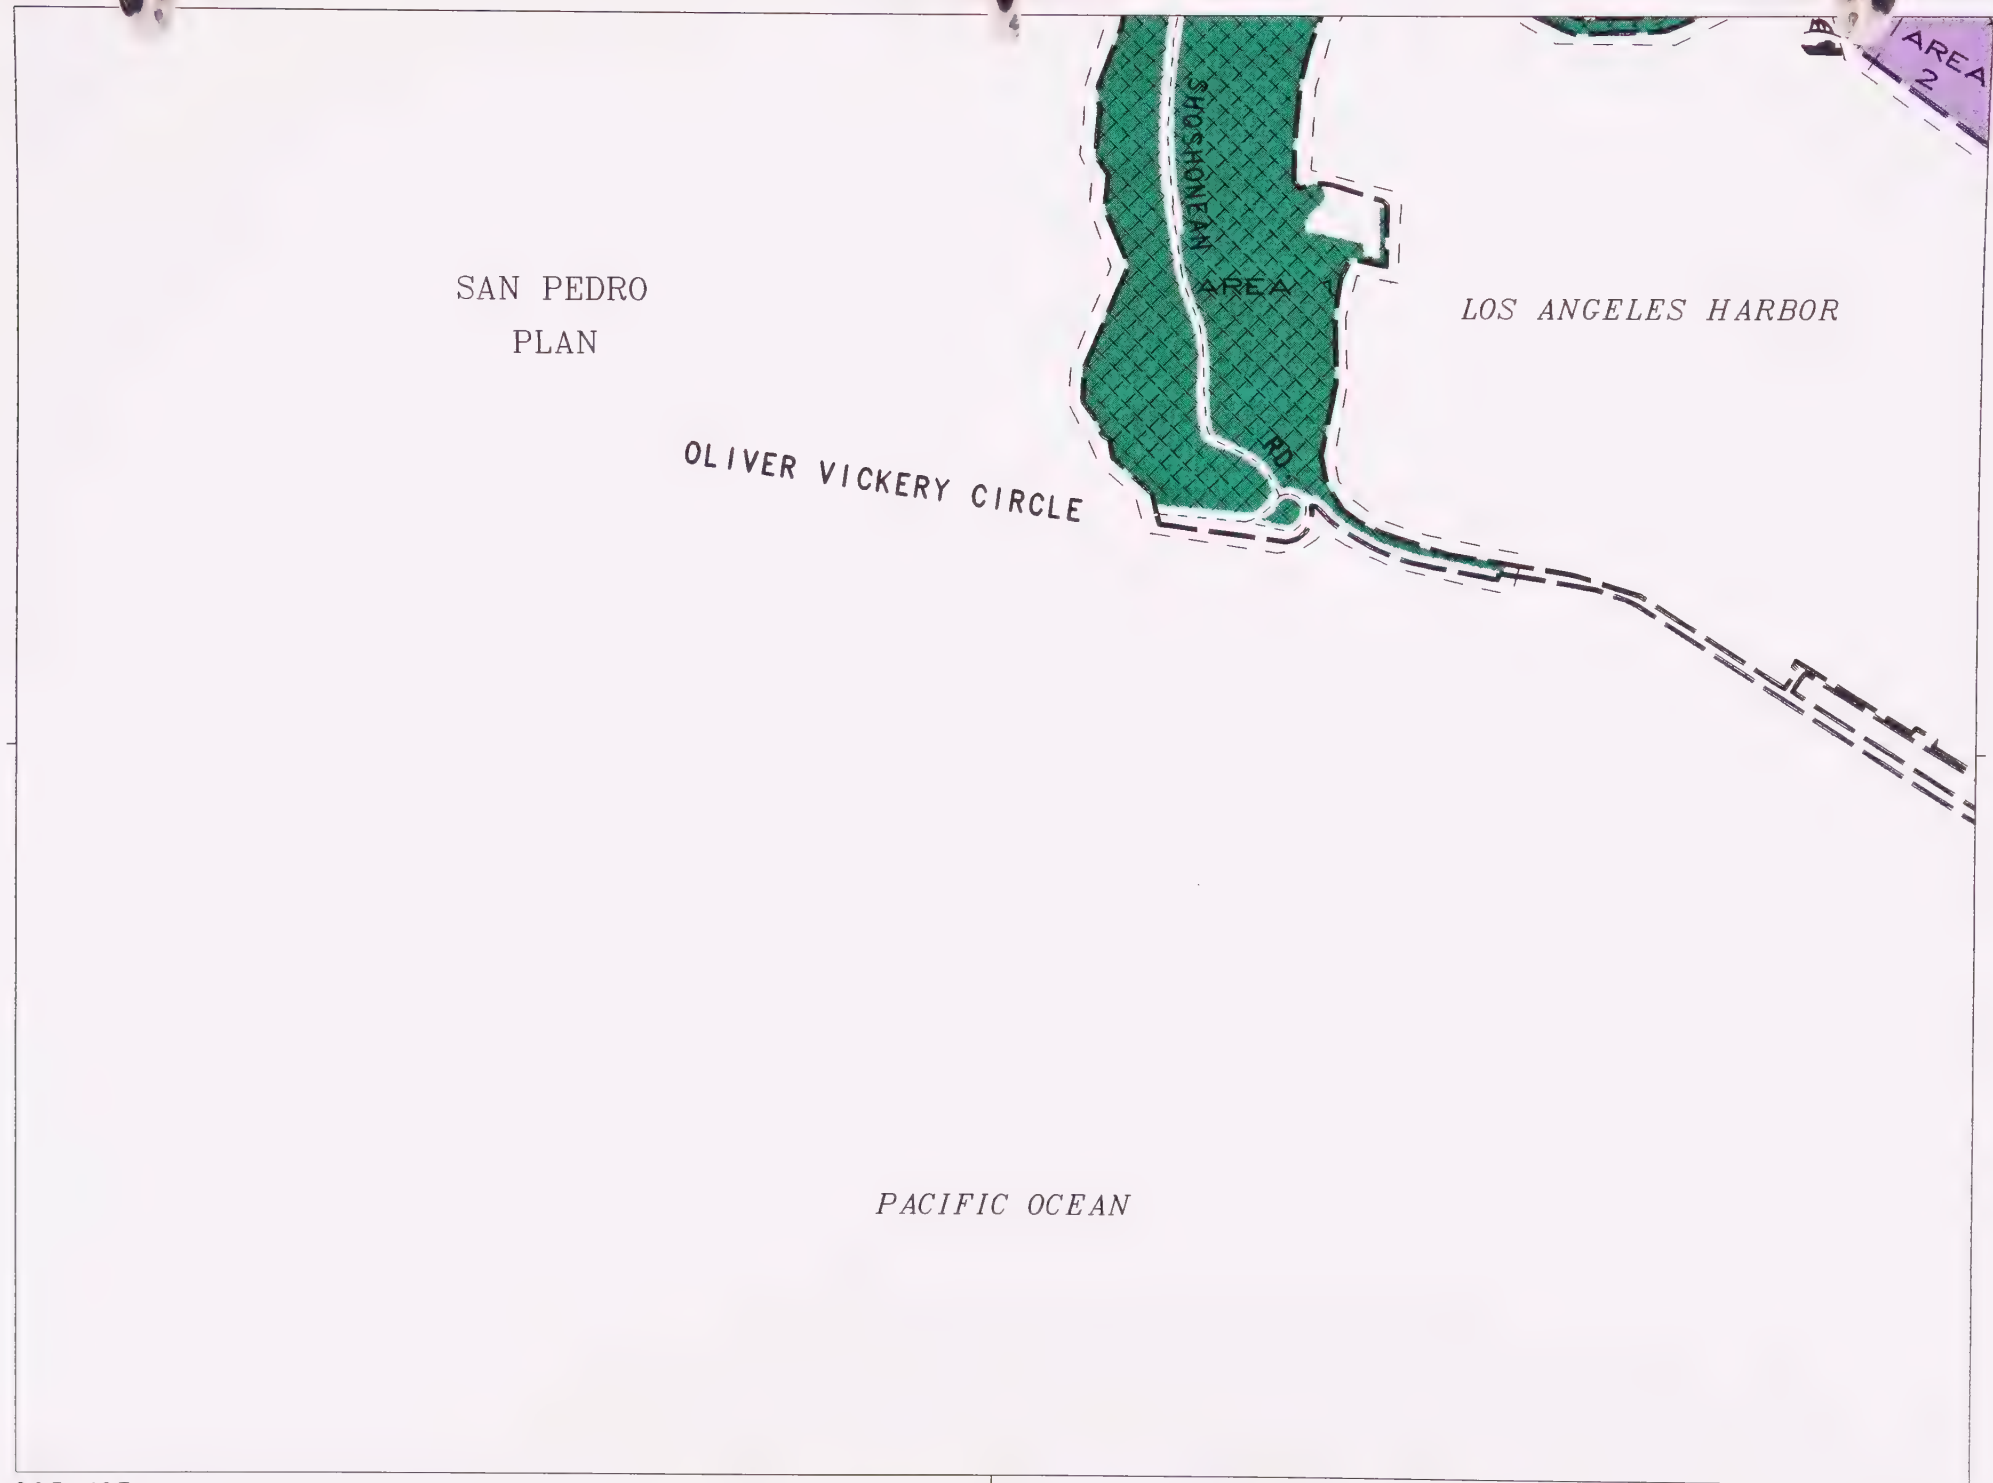 AREA
2
SHOSHONEAN
SAN PEDRO
PLAN
AREA 1
LOS ANGELES HARBOR
RD
OLIVER VICKERY CIRCLE
PACIFIC OCEAN